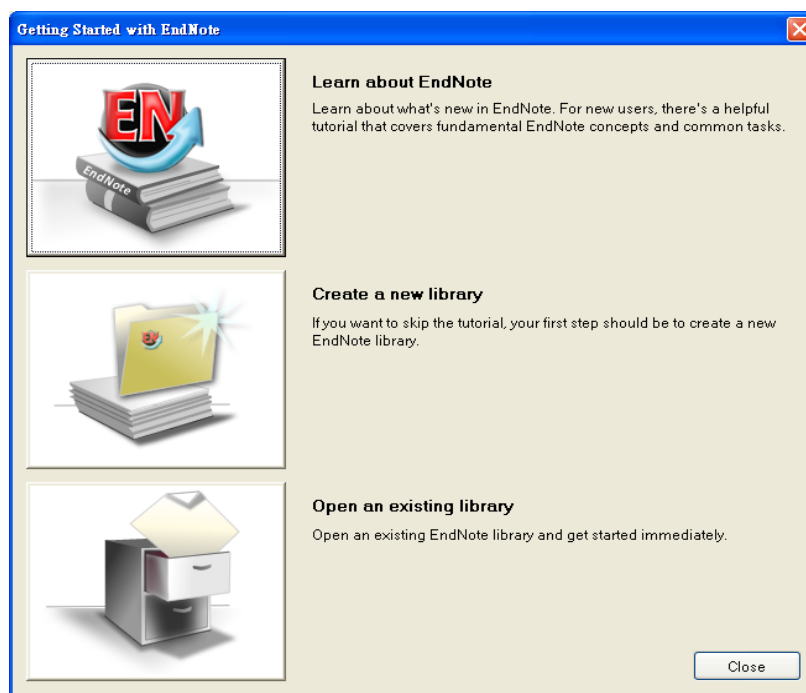 Getting Started with EndNote
EN
EndNote
Learn about EndNote
Learn about what's new in EndNote. For new users, there's a helpful
tutorial that covers fundamental EndNote concepts and common tasks.
EN
Create a new library
If you want to skip the tutorial, your first step should be to create a new
EndNote library.
Open an existing library
Open an existing EndNote library and get started immediately.
Close